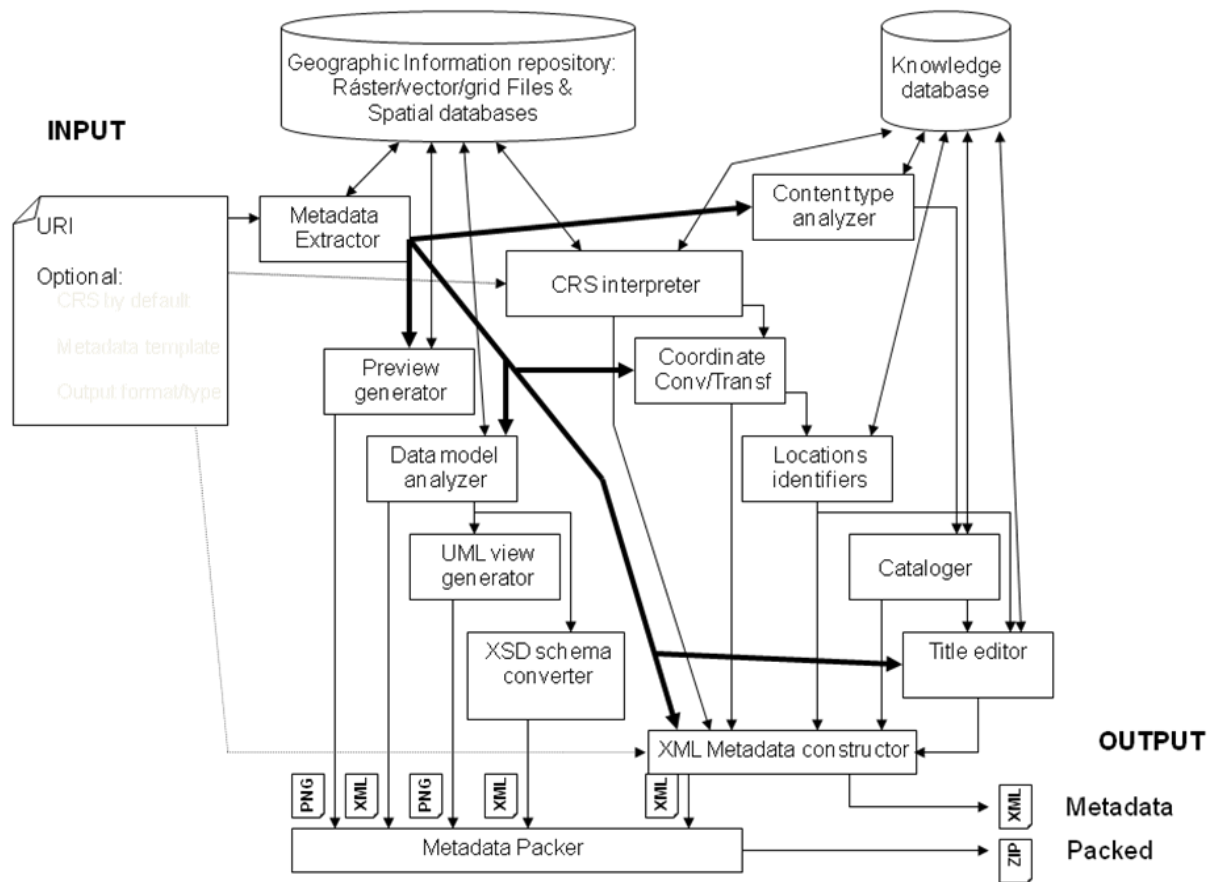 Geographic Information repository:
Ráster/vector/grid Files &
Spatial databases
Knowledge
database
INPUT
URI
Optional:
CRS by default
Metadata template
Output format/type
Metadada
Extractor
Content type
analyzer
CRS interpreter
Preview
generator
Coordinate
Conv/Transf
Data model
analyzer
Locations
identifiers
UML view
generator
Cataloger
XSD schema
converter
Title editor
XML Metadata constructor
OUTPUT
PNG
XML
PNG
XML
XML
XML
Metadata
Metadata Packer
ZIP
Packed